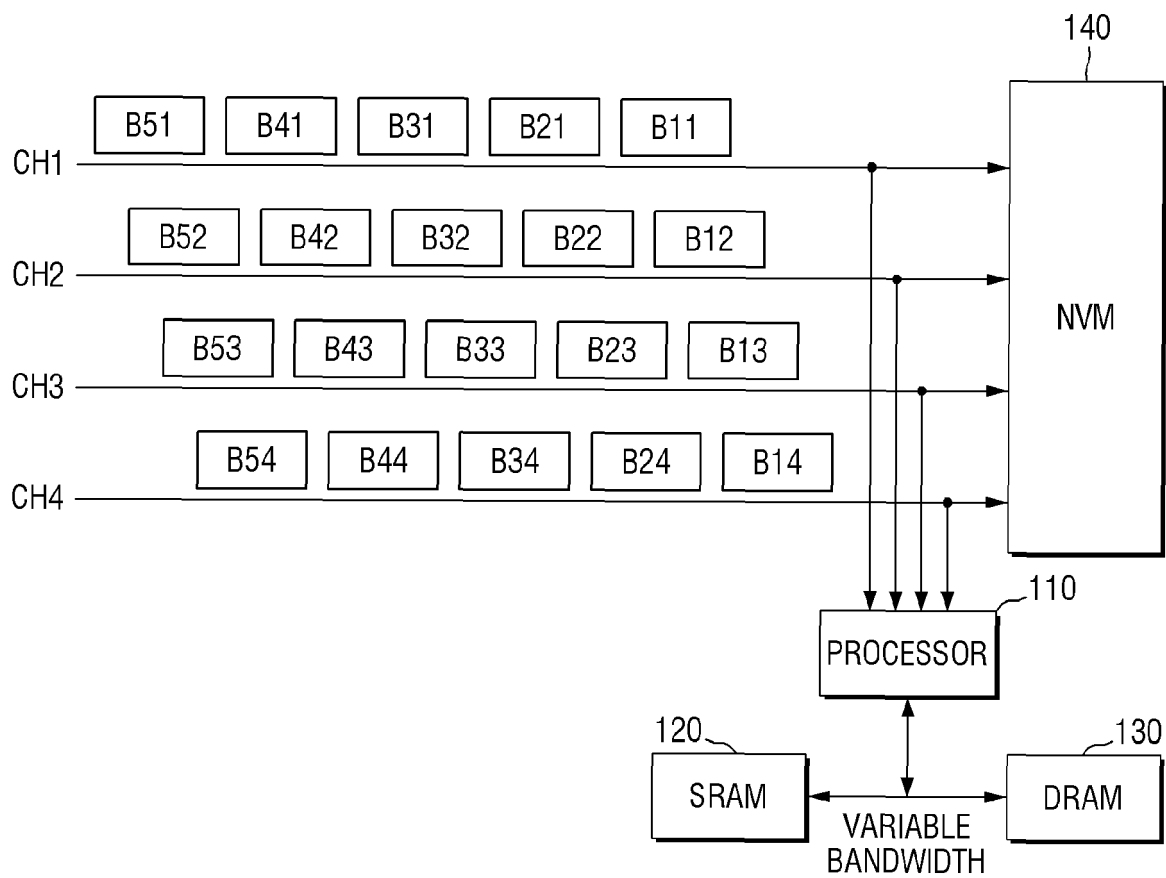 140
B51 B41 B31 B21 B11
CH1
B52 B42 B32 B22 B12
CH2
NVM
B53 B43 B33 B23 B13
CH3
B54 B44 B34 B24 B14
CH4
110
PROCESSOR
120
130
SRAM
DRAM
VARIABLE
BANDWIDTH